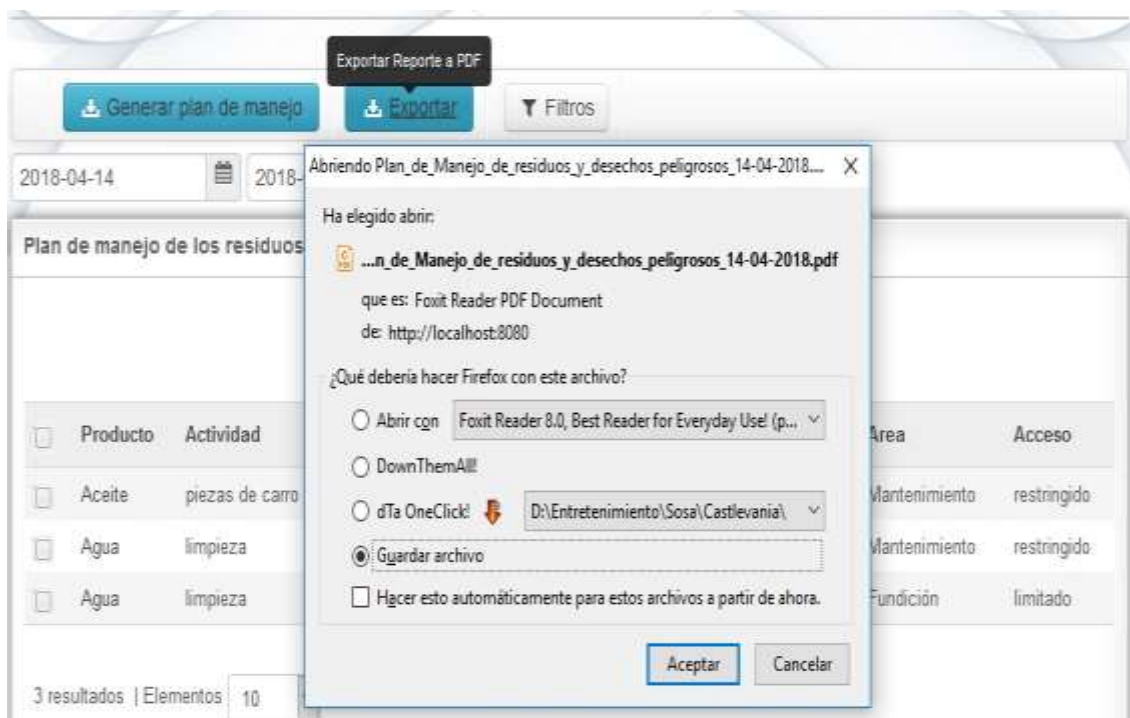 Exportar Reporte a PDF
Generar plan de manejo
Exportar
Filtros
2018-04-14
2018-
Abriendo Plan_de_Manejo_de_residuos_y_desechos_peligrosos_14-04-2018....
Ha elegido abrir:
...n_de_Manejo_de_residuos_y_desechos_peligrosos_14-04-2018.pdf
que es: Foxit Reader PDF Document
de: http://localhost:8080
¿Qué debería hacer Firefox con este archivo?
Abrir con Foxit Reader 8.0, Best Reader for Everyday Use! (p...
DownThemAll!
dTa OneClick! D:\Entretenimiento\Sosa\Castlevania\
Guardar archivo
Hacer esto automáticamente para estos archivos a partir de ahora.
Aceptar Cancelar
Plan de manejo de los residuos
Producto Actividad Area Acceso
Aceite piezas de carro Mantenimiento restringido
Agua limpieza Mantenimiento restringido
Agua limpieza Fundición limitado
3 resultados | Elementos 10